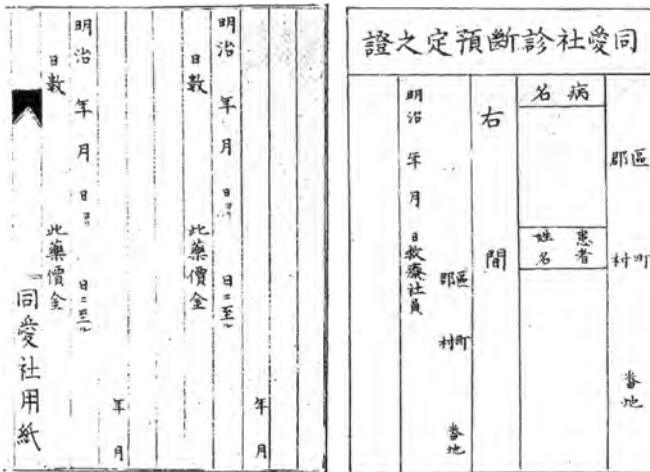 同愛社診斷預定之證
區郡 町村 番地
病名
患者姓名
右 間
區郡 町村 番地
明治 年 月 日 救療社員
年 月
明治 年 月 日ヨリ 日ニ至ル
日數 此藥價金
年 月
明治 年 月 日ヨリ 日ニ至ル
日數 此藥價金
同愛社用紙